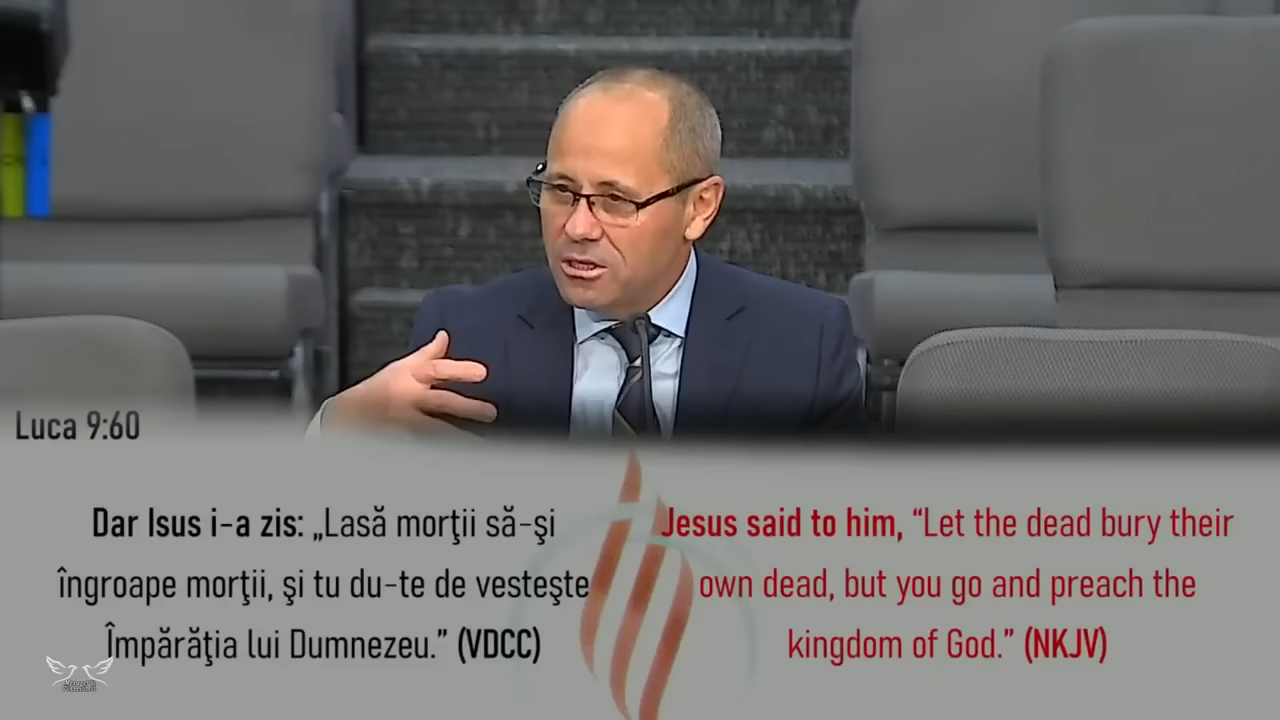 Luca 9:60
Dar Isus i-a zis: „Lasă morţii să-şi
îngroape morţii, şi tu du-te de vesteşte
Împărăţia lui Dumnezeu.” (VDCC)
Jesus said to him, “Let the dead bury their
own dead, but you go and preach the
kingdom of God.” (NKJV)